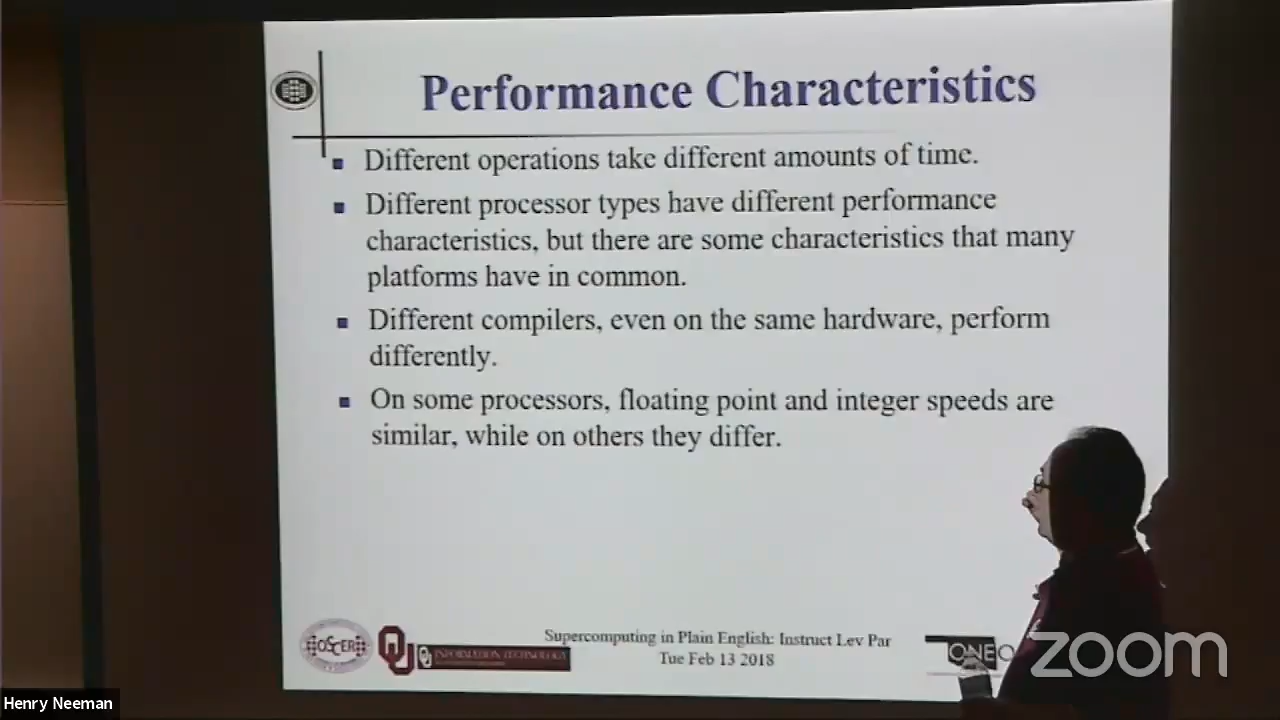 Performance Characteristics
Different operations take different amounts of time.
Different processor types have different performance
characteristics, but there are some characteristics that many
platforms have in common.
Different compilers, even on the same hardware, perform
differently.
On some processors, floating point and integer speeds are
similar, while on others they differ.
OSCER
INFORMATION TECHNOLOGY
Supercomputing in Plain English: Instruct Lev Par
Tue Feb 13 2018
ONEO
zoom
Henry Neeman